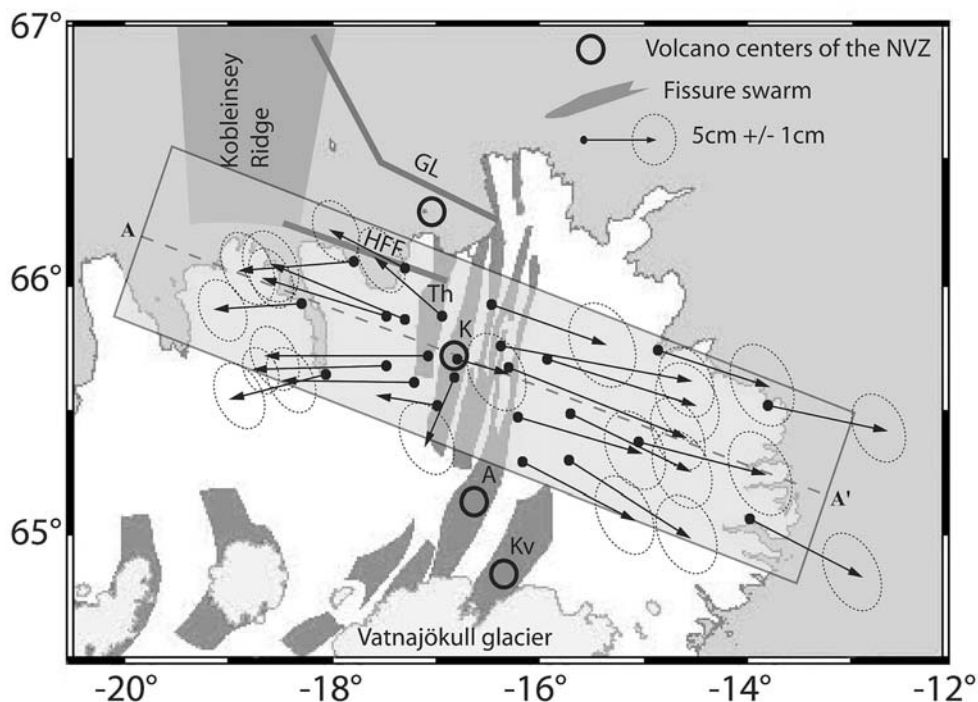 67°
66°
65°
Kobleinsey
Ridge
Volcano centers of the NVZ
Fissure swarm
5cm +/- 1cm
GL
A
HFF
Th
K
A
A'
Kv
Vatnajökull glacier
-20°
-18°
-16°
-14°
-12°